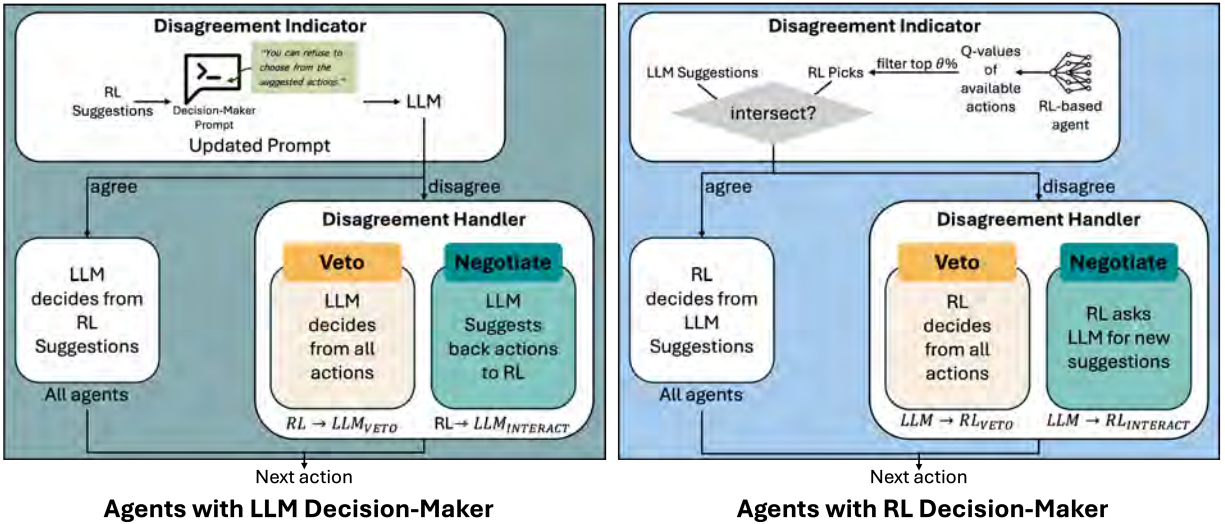 Disagreement Indicator
"You can refuse to
choose from the
suggested actions."
>_
RL
Suggestions
Decision-Maker
Prompt
LLM
Updated Prompt
agree
disagree
LLM
decides from
RL
Suggestions
All agents
Disagreement Handler
Veto
LLM
decides
from all
actions
RL → LLM_VETO
Negotiate
LLM
Suggests
back actions
to RL
RL → LLM_INTERACT
Next action
Agents with LLM Decision-Maker
Disagreement Indicator
LLM Suggestions
RL Picks
filter top θ%
Q-values
of
available
actions
RL-based
agent
intersect?
agree
disagree
RL
decides from
LLM
Suggestions
All agents
Disagreement Handler
Veto
RL
decides
from all
actions
LLM → RL_VETO
Negotiate
RL asks
LLM for new
suggestions
LLM → RL_INTERACT
Next action
Agents with RL Decision-Maker